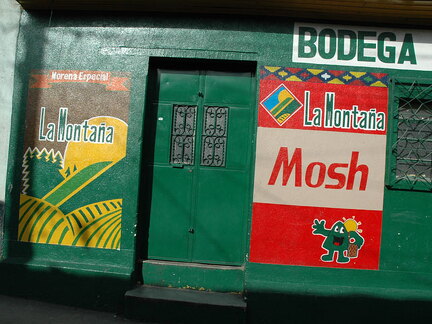 BODEGA
Morena Especial
La Montaña
La Montaña
Mosh